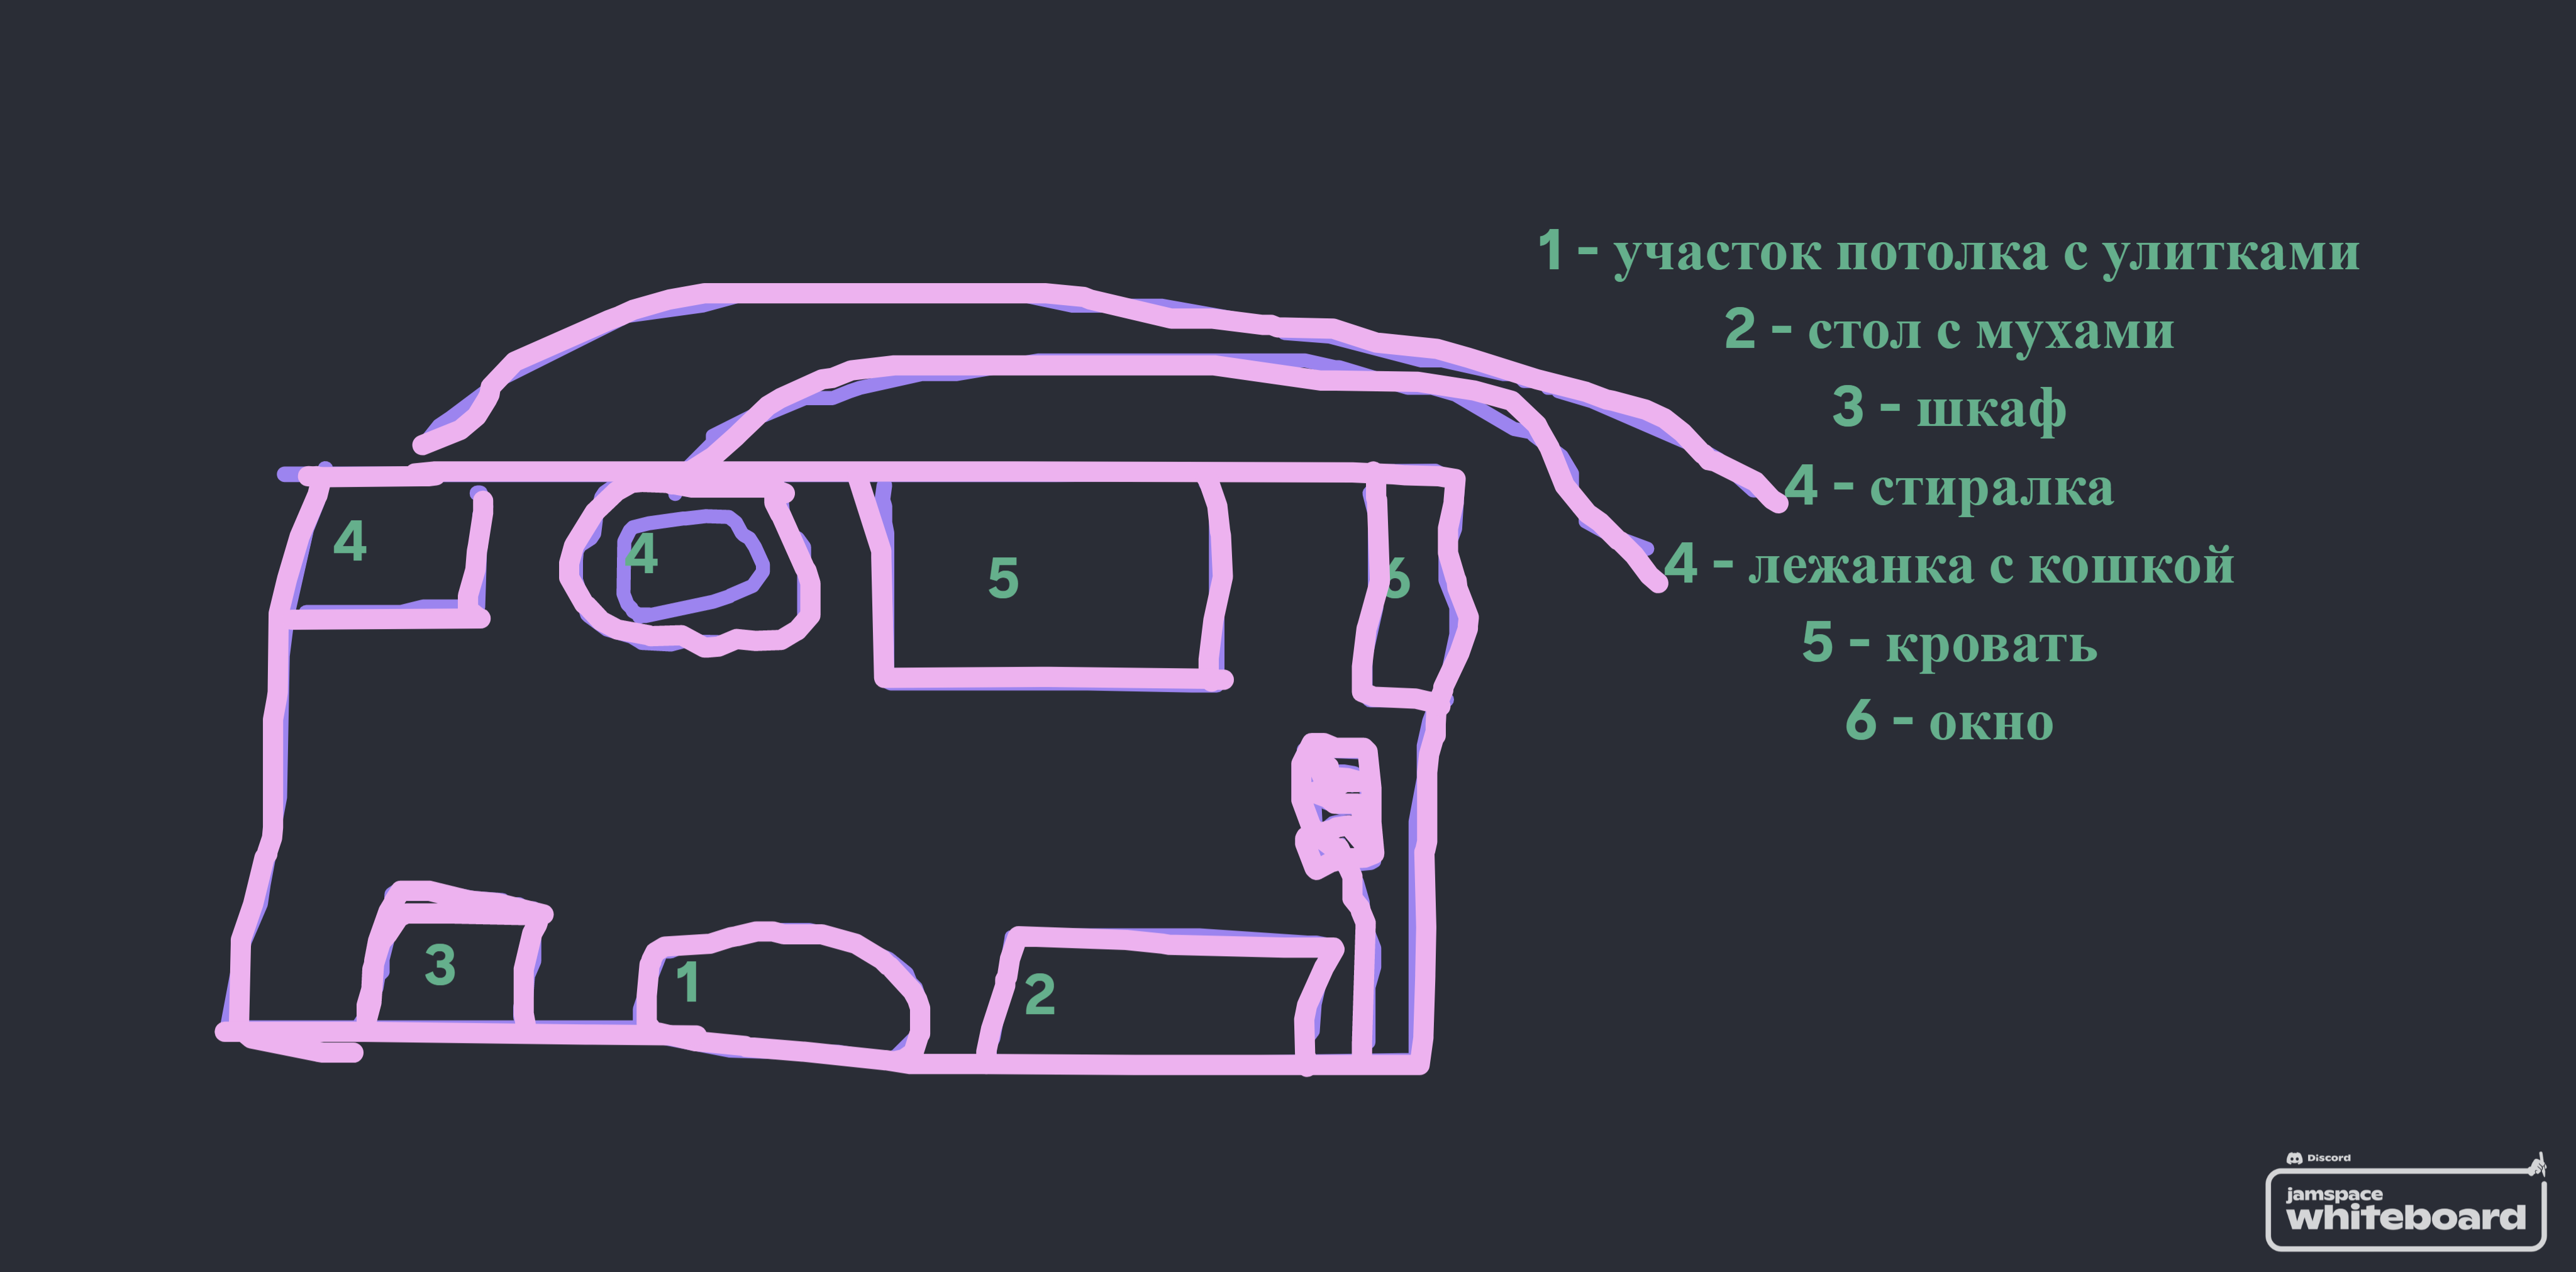 1 - участок потолка с улитками
2 - стол с мухами
3 - шкаф
4 - стиралка
4 - лежанка с кошкой
5 - кровать
6 - окно
4
4
5
6
3
1
2
Discord
jamspace
whiteboard